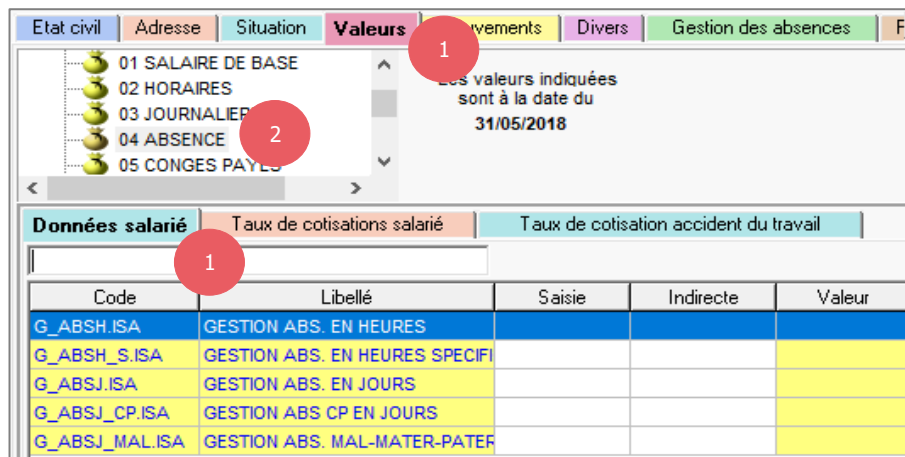 Etat civil Adresse Situation Valeurs 1 vements Divers Gestion des absences
01 SALAIRE DE BASE
02 HORAIRES
03 JOURNALIER
04 ABSENCE 2
05 CONGES PAYES
Les valeurs indiquées
sont à la date du
31/05/2018
Données salarié Taux de cotisations salarié Taux de cotisation accident du travail
1
Code Libellé Saisie Indirecte Valeur
G_ABSH.ISA GESTION ABS. EN HEURES
G_ABSH_S.ISA GESTION ABS. EN HEURES SPECIFI
G_ABSJ.ISA GESTION ABS. EN JOURS
G_ABSJ_CP.ISA GESTION ABS CP EN JOURS
G_ABSJ_MAL.ISA GESTION ABS. MAL-MATER-PATER